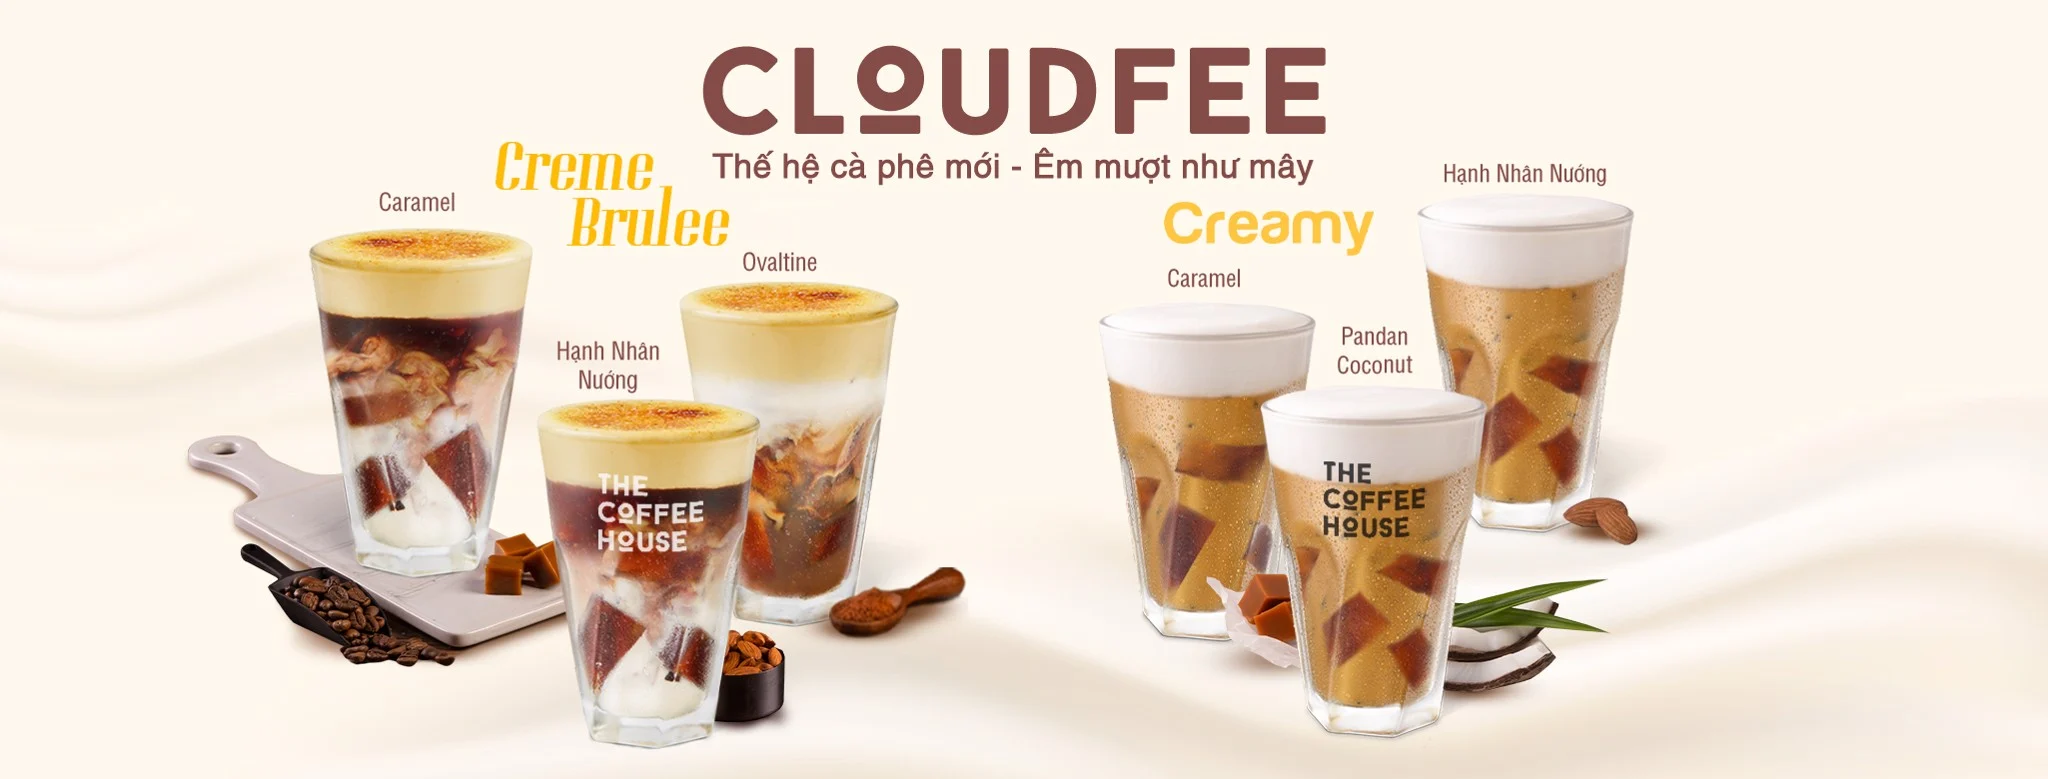 CLOUDFEE
Thế hệ cà phê mới - Êm mượt như mây
Creme
Brulee
Caramel
Ovaltine
Hạnh Nhân
Nướng
THE
COFFEE
HOUSE
Creamy
Hạnh Nhân Nướng
Caramel
Pandan
Coconut
THE
COFFEE
HOUSE